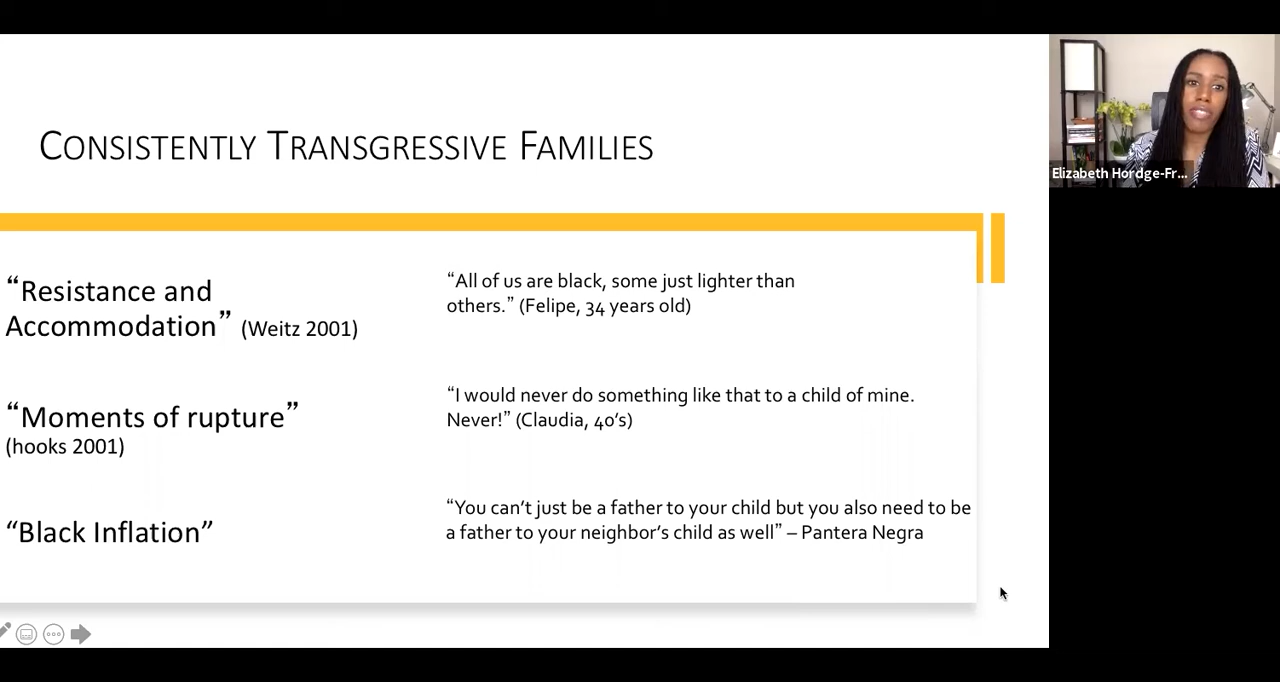 CONSISTENTLY TRANSGRESSIVE FAMILIES
Elizabeth Hordge-Fr...
“Resistance and
Accommodation” (Weitz 2001)
“All of us are black, some just lighter than
others.” (Felipe, 34 years old)
“Moments of rupture”
(hooks 2001)
“I would never do something like that to a child of mine.
Never!” (Claudia, 40’s)
“Black Inflation”
“You can’t just be a father to your child but you also need to be
a father to your neighbor’s child as well” – Pantera Negra